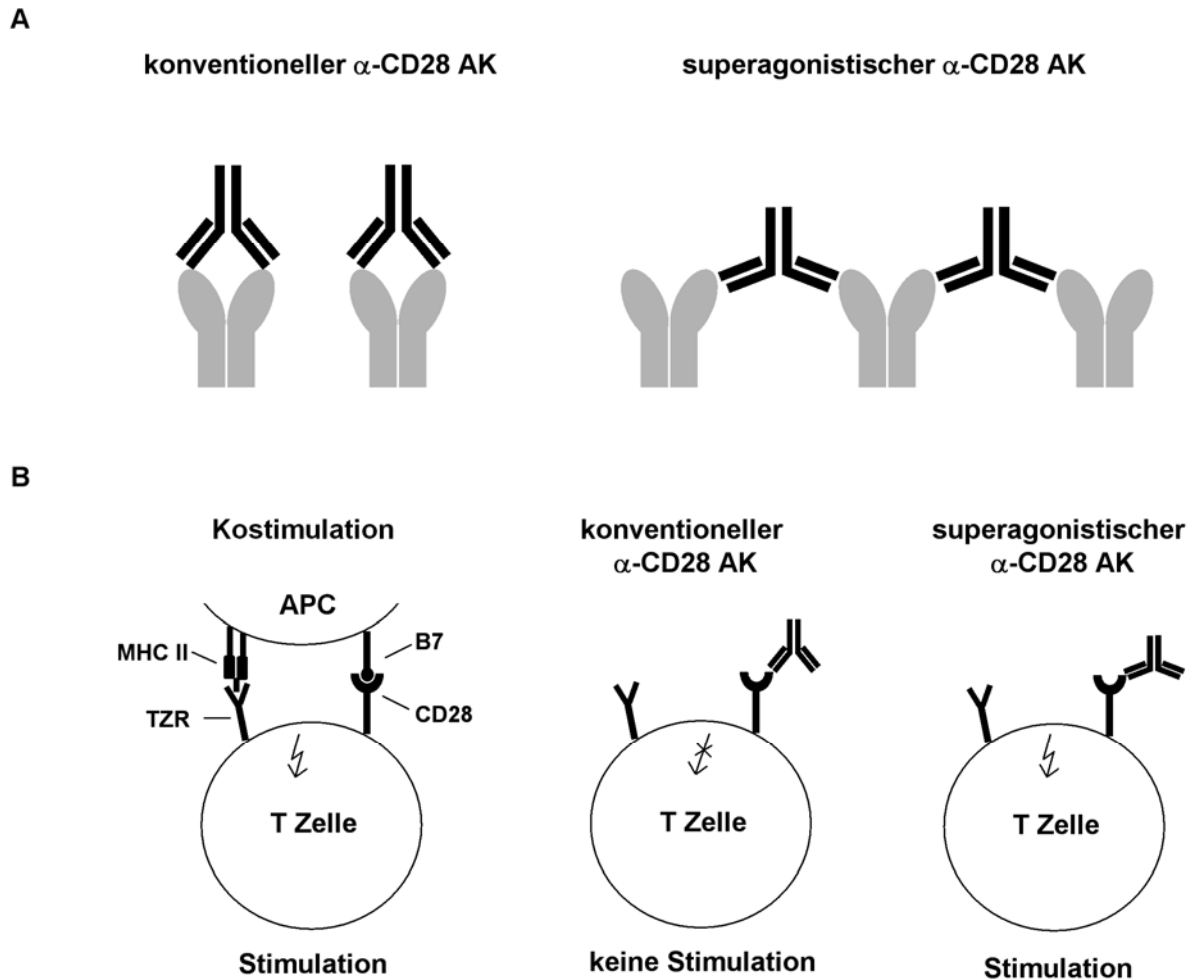 A
konventioneller α-CD28 AK
superagonistischer α-CD28 AK
B
Kostimulation
konventioneller
α-CD28 AK
superagonistischer
α-CD28 AK
APC
MHC II
B7
TZR
CD28
T Zelle
T Zelle
T Zelle
Stimulation
keine Stimulation
Stimulation